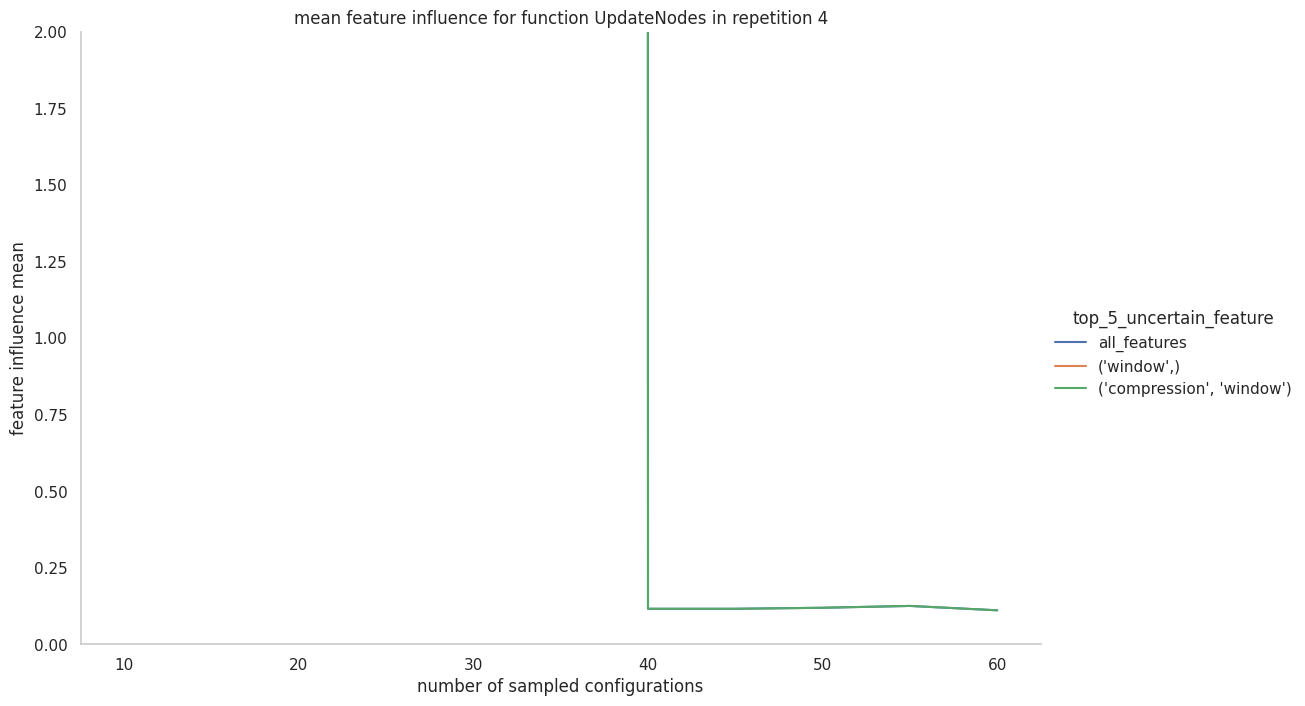 mean feature influence for function UpdateNodes in repetition 4
2.00
1.75
1.50
1.25
1.00
0.75
0.50
0.25
0.00
feature influence mean
10 20 30 40 50 60
number of sampled configurations
top_5_uncertain_feature
all_features
('window',)
('compression', 'window')